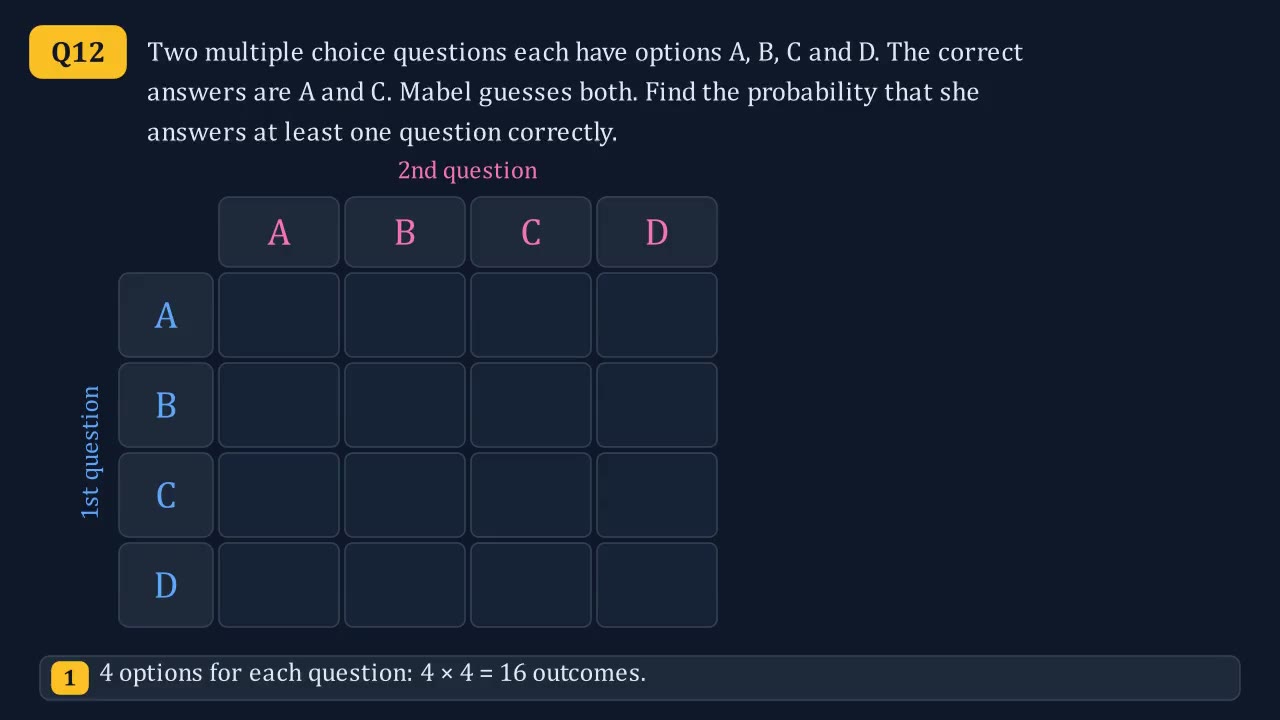 Q12
Two multiple choice questions each have options A, B, C and D. The correct
answers are A and C. Mabel guesses both. Find the probability that she
answers at least one question correctly.
2nd question
A B C D
1st question
A
B
C
D
1 4 options for each question: 4 × 4 = 16 outcomes.